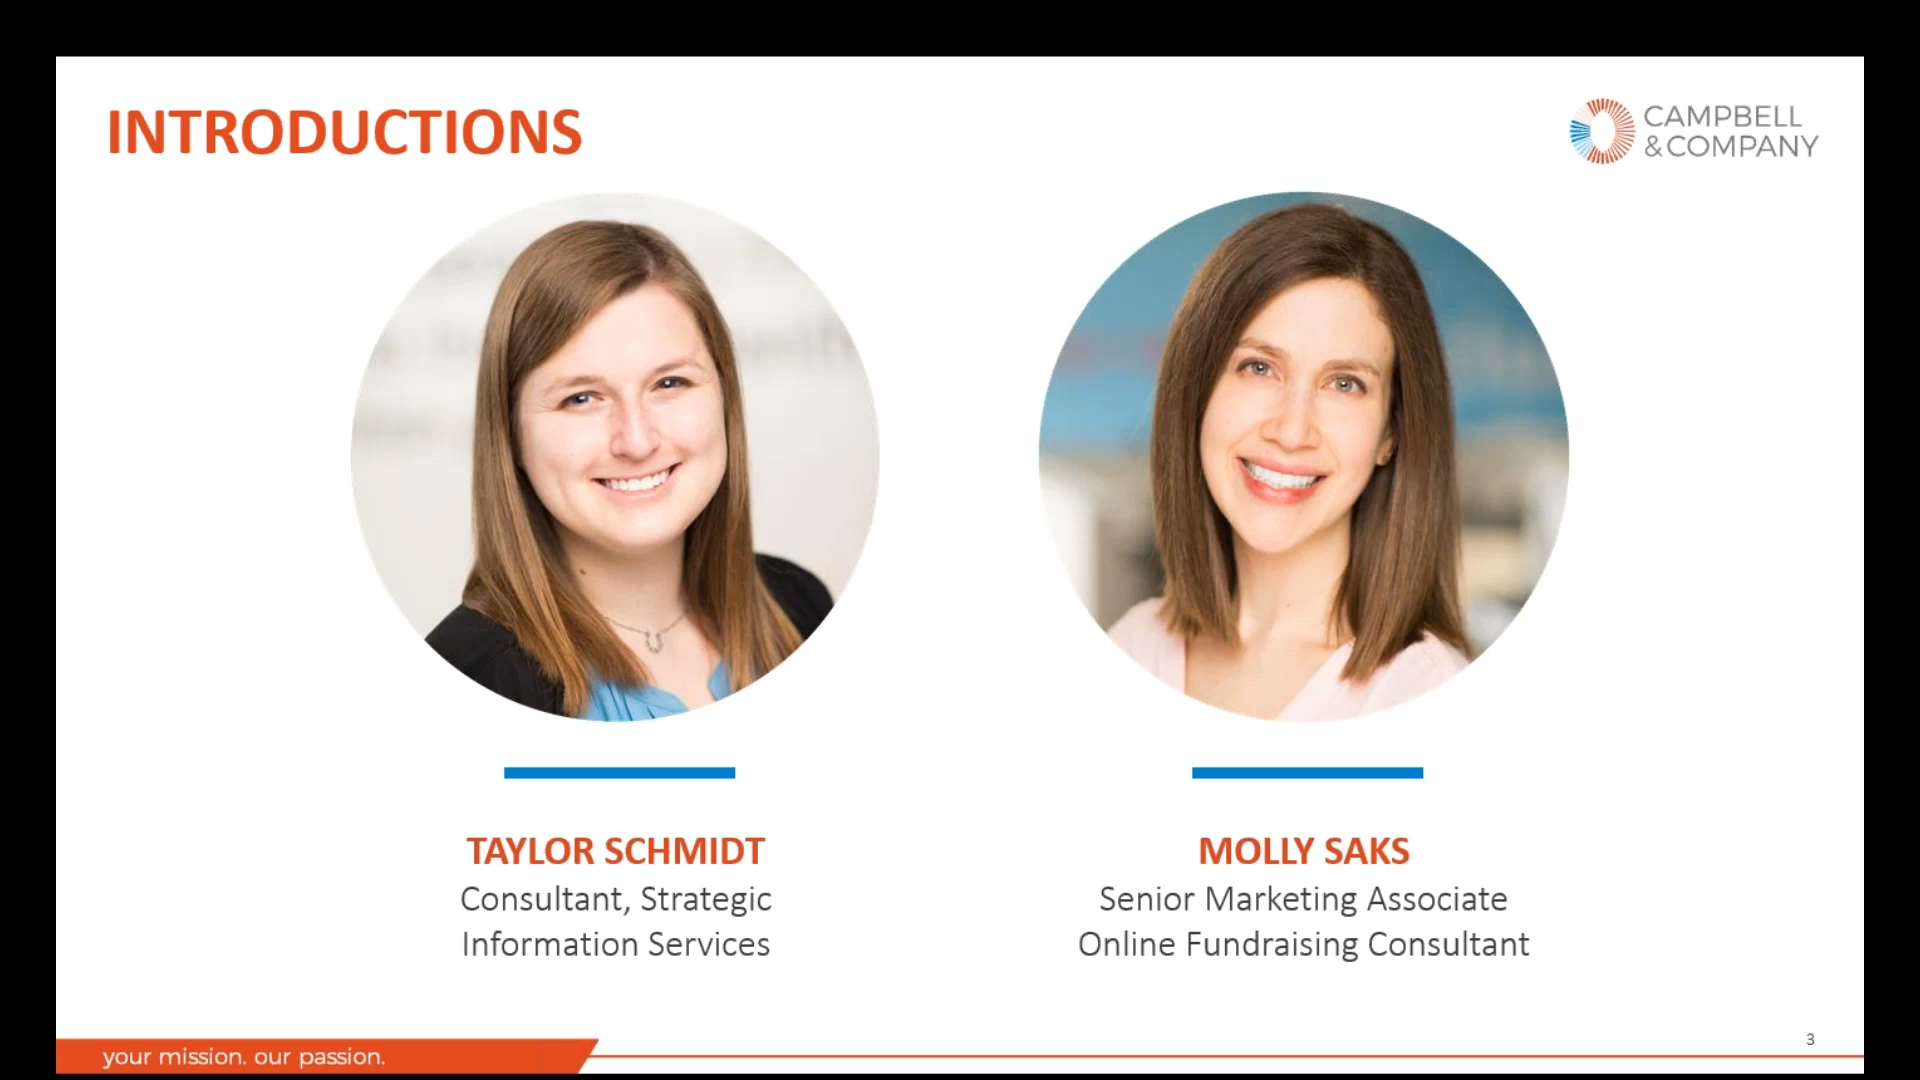 INTRODUCTIONS
CAMPBELL
& COMPANY
TAYLOR SCHMIDT
Consultant, Strategic
Information Services
MOLLY SAKS
Senior Marketing Associate
Online Fundraising Consultant
your mission. our passion.
3